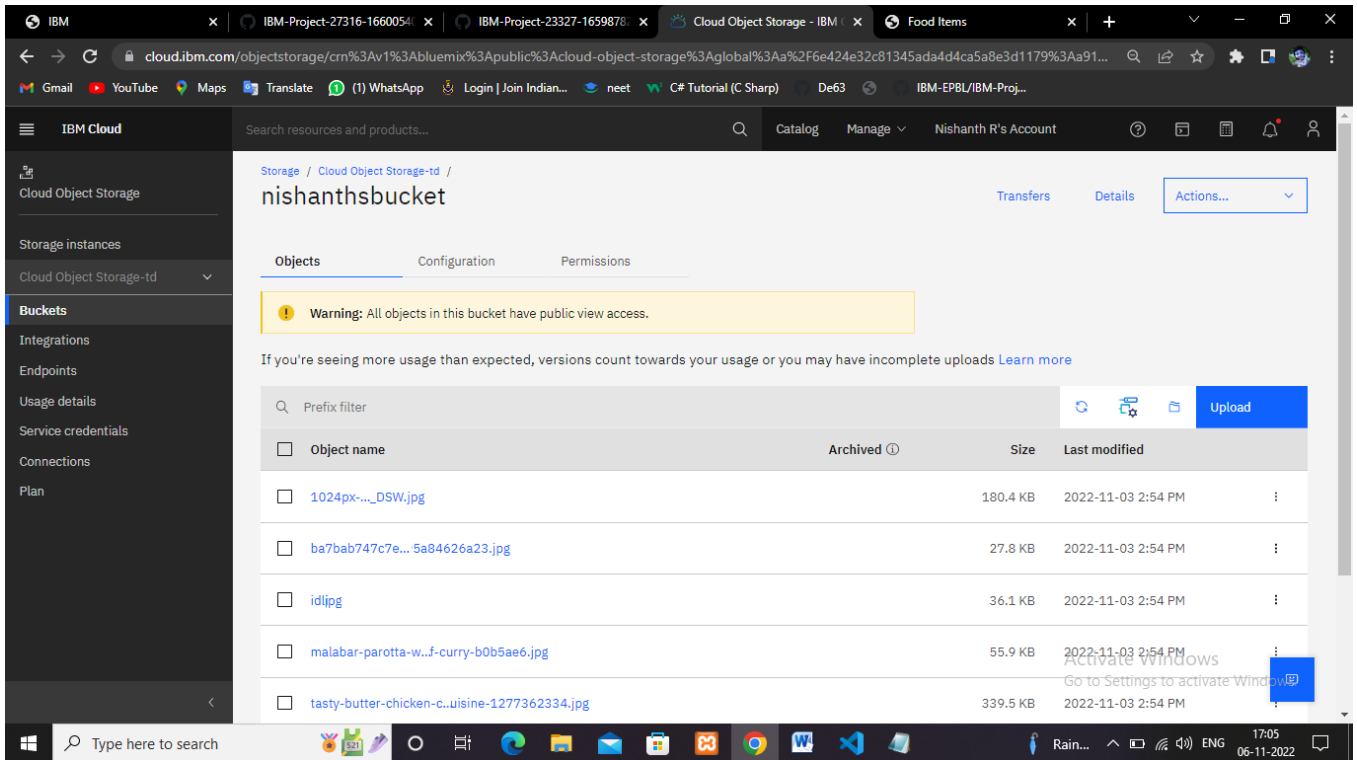 IBM
IBM-Project-27316-1660054
IBM-Project-23327-1659878
Cloud Object Storage - IBM
Food Items
cloud.ibm.com/objectstorage/crn%3Av1%3Abluemix%3Apublic%3Acloud-object-storage%3Aglobal%3Aa%2F6e424e32c81345ada4d4ca5a8e3d1179%3Aa91...
Gmail YouTube Maps Translate (1) WhatsApp Login | Join Indian... neet C# Tutorial (C Sharp) De63 IBM-EPBL/IBM-Proj...
IBM Cloud
Search resources and products...
Catalog Manage Nishanth R's Account
Cloud Object Storage
Storage instances
Cloud Object Storage-td
Buckets
Integrations
Endpoints
Usage details
Service credentials
Connections
Plan
Storage / Cloud Object Storage-td /
nishanthsbucket
Transfers Details Actions...
Objects Configuration Permissions
Warning: All objects in this bucket have public view access.
If you're seeing more usage than expected, versions count towards your usage or you may have incomplete uploads Learn more
Prefix filter
Upload
Object name Archived Size Last modified
1024px-..._DSW.jpg 180.4 KB 2022-11-03 2:54 PM
ba7bab747c7e...5a84626a23.jpg 27.8 KB 2022-11-03 2:54 PM
idljpg 36.1 KB 2022-11-03 2:54 PM
malabar-parotta-w...f-curry-b0b5ae6.jpg 55.9 KB 2022-11-03 2:54 PM
tasty-butter-chicken-c...uisine-1277362334.jpg 339.5 KB 2022-11-03 2:54 PM
Activate Windows
Go to Settings to activate Windows
Type here to search
Rain... ENG
17:05
06-11-2022